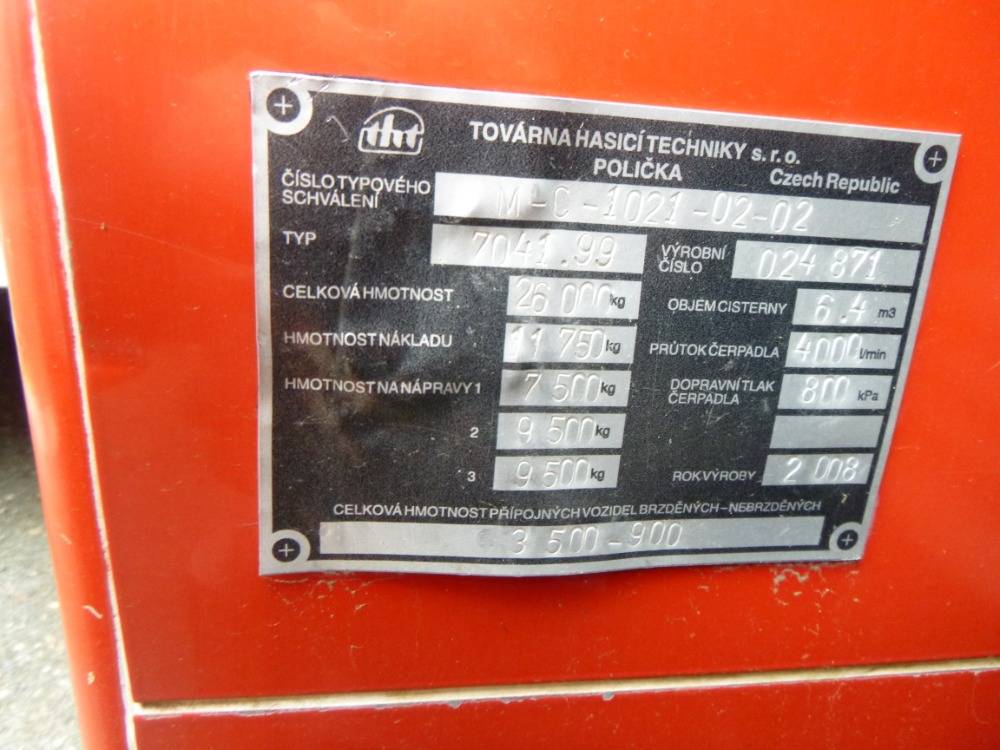 tht
TOVÁRNA HASICÍ TECHNIKY s.r.o.
POLIČKA
Czech Republic
ČÍSLO TYPOVÉHO
SCHVÁLENÍ
M-C-1021-02-02
TYP 7041.99
VÝROBNÍ
ČÍSLO
024 871
CELKOVÁ HMOTNOST 26 000 kg
OBJEM CISTERNY 6.4 m3
HMOTNOST NÁKLADU 11 750 kg
PRŮTOK ČERPADLA 4000 l/min
HMOTNOST NA NÁPRAVY 1 7 500 kg
DOPRAVNÍ TLAK
ČERPADLA
800 kPa
2 9 500 kg
3 9 500 kg
ROK VÝROBY 2 008
CELKOVÁ HMOTNOST PŘÍPOJNÝCH VOZIDEL BRZDĚNÝCH – NEBRZDĚNÝCH
3 500-900